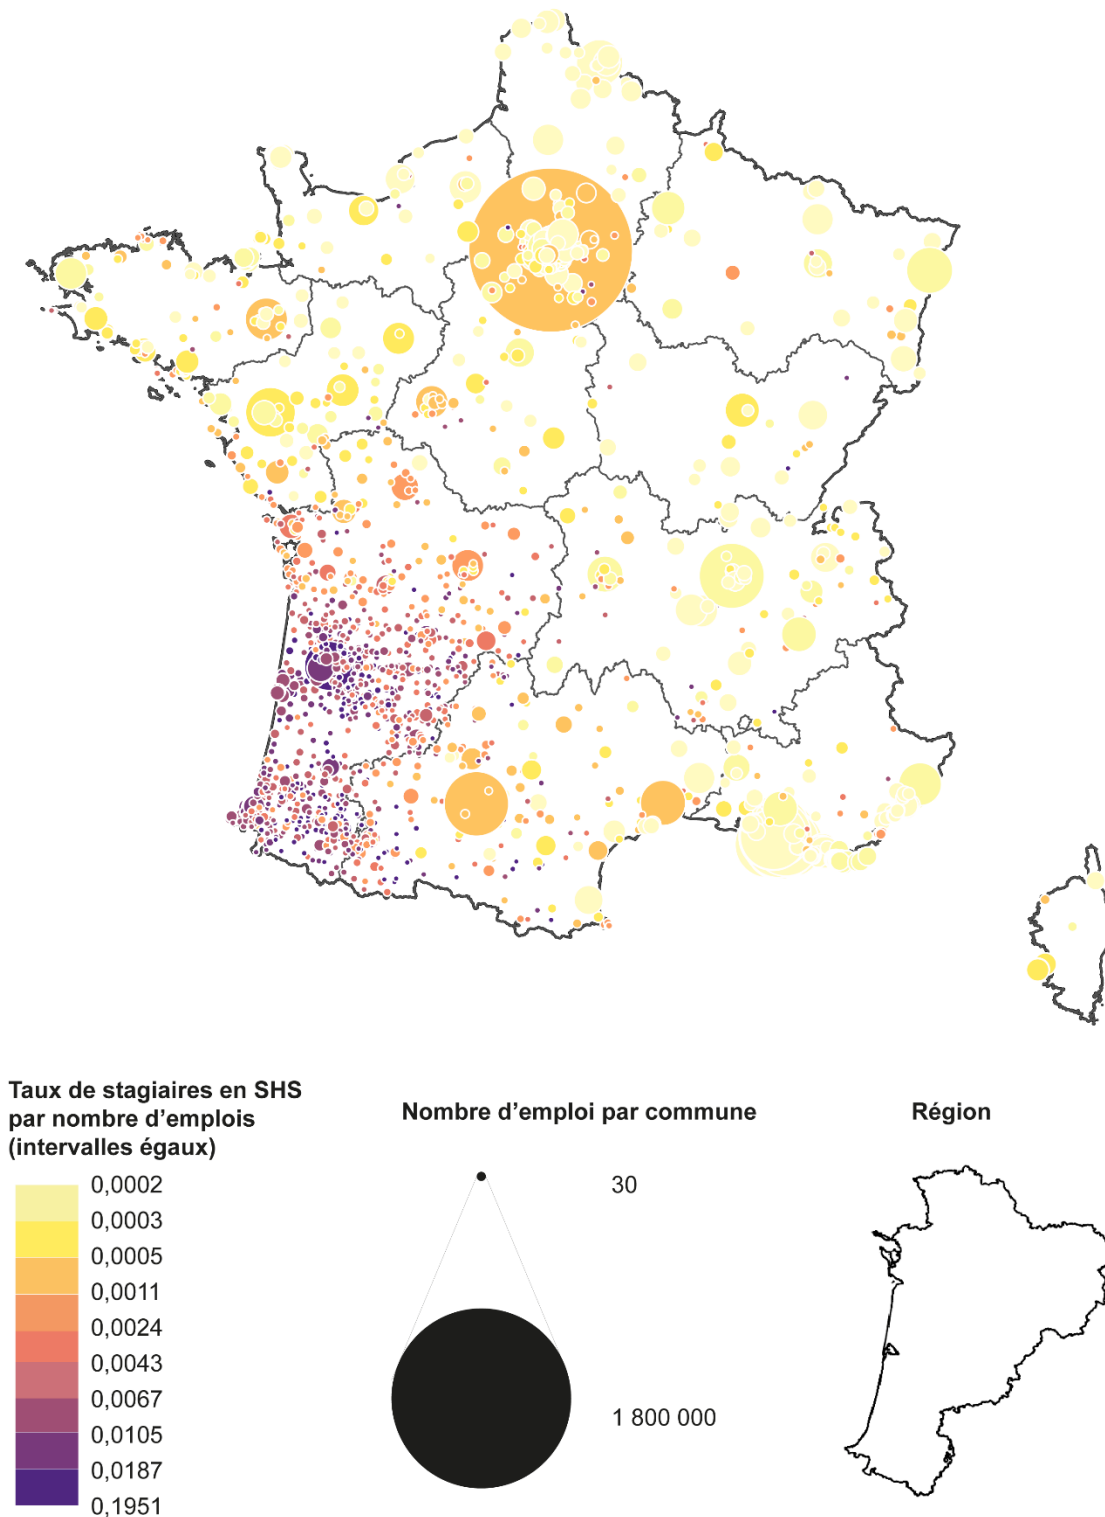 Taux de stagiaires en SHS
par nombre d'emplois
(intervalles égaux)
0,0002
0,0003
0,0005
0,0011
0,0024
0,0043
0,0067
0,0105
0,0187
0,1951
Nombre d'emploi par commune
30
1 800 000
Région